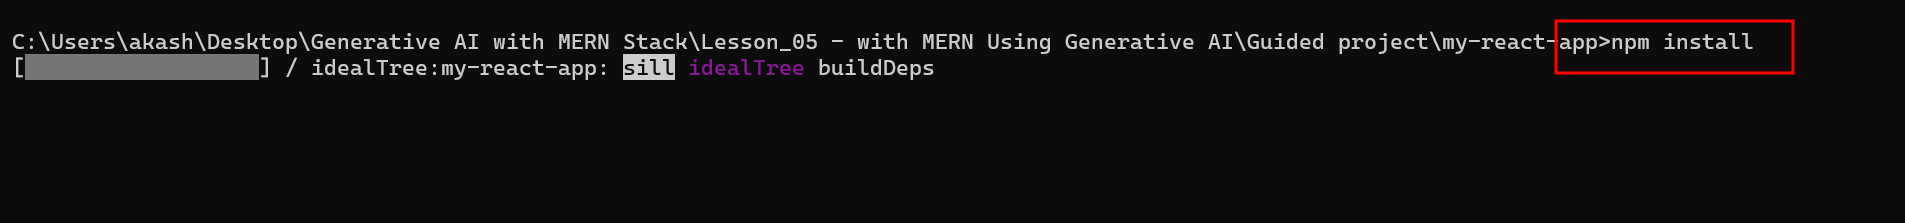 C:\Users\akash\Desktop\Generative AI with MERN Stack\Lesson_05 - with MERN Using Generative AI\Guided project\my-react-app>npm install
[                  ] / idealTree:my-react-app: sill idealTree buildDeps